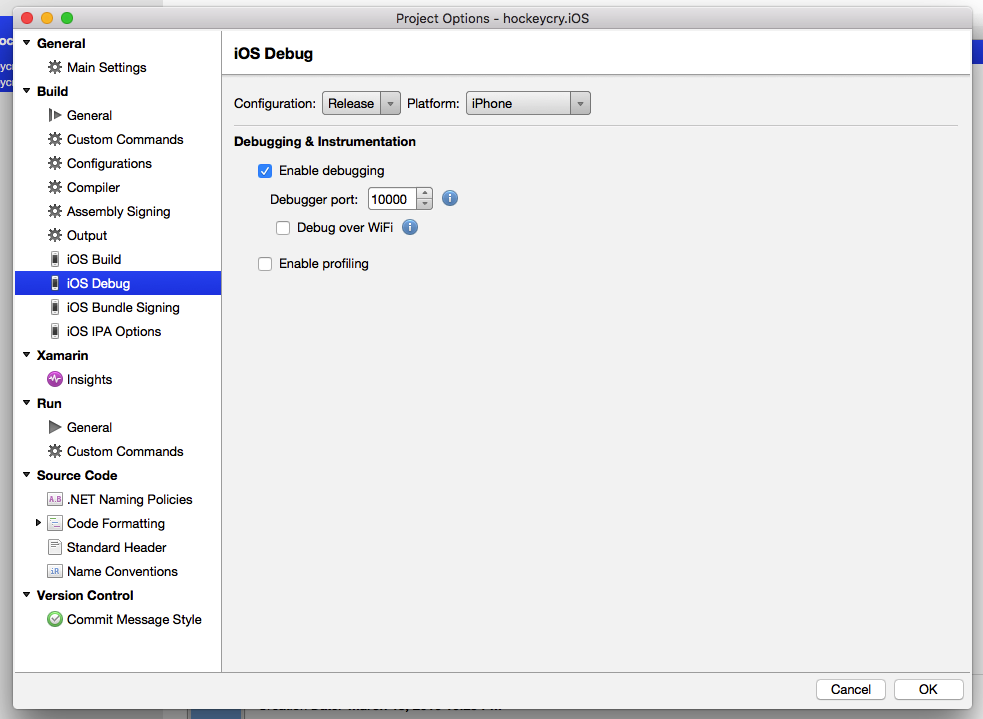 Project Options - hockeycry.iOS
General
Main Settings
Build
General
Custom Commands
Configurations
Compiler
Assembly Signing
Output
iOS Build
iOS Debug
iOS Bundle Signing
iOS IPA Options
Xamarin
Insights
Run
General
Custom Commands
Source Code
A.B .NET Naming Policies
Code Formatting
Standard Header
iR Name Conventions
Version Control
Commit Message Style
iOS Debug
Configuration: Release Platform: iPhone
Debugging & Instrumentation
Enable debugging
Debugger port: 10000 i
Debug over WiFi i
Enable profiling
Cancel OK